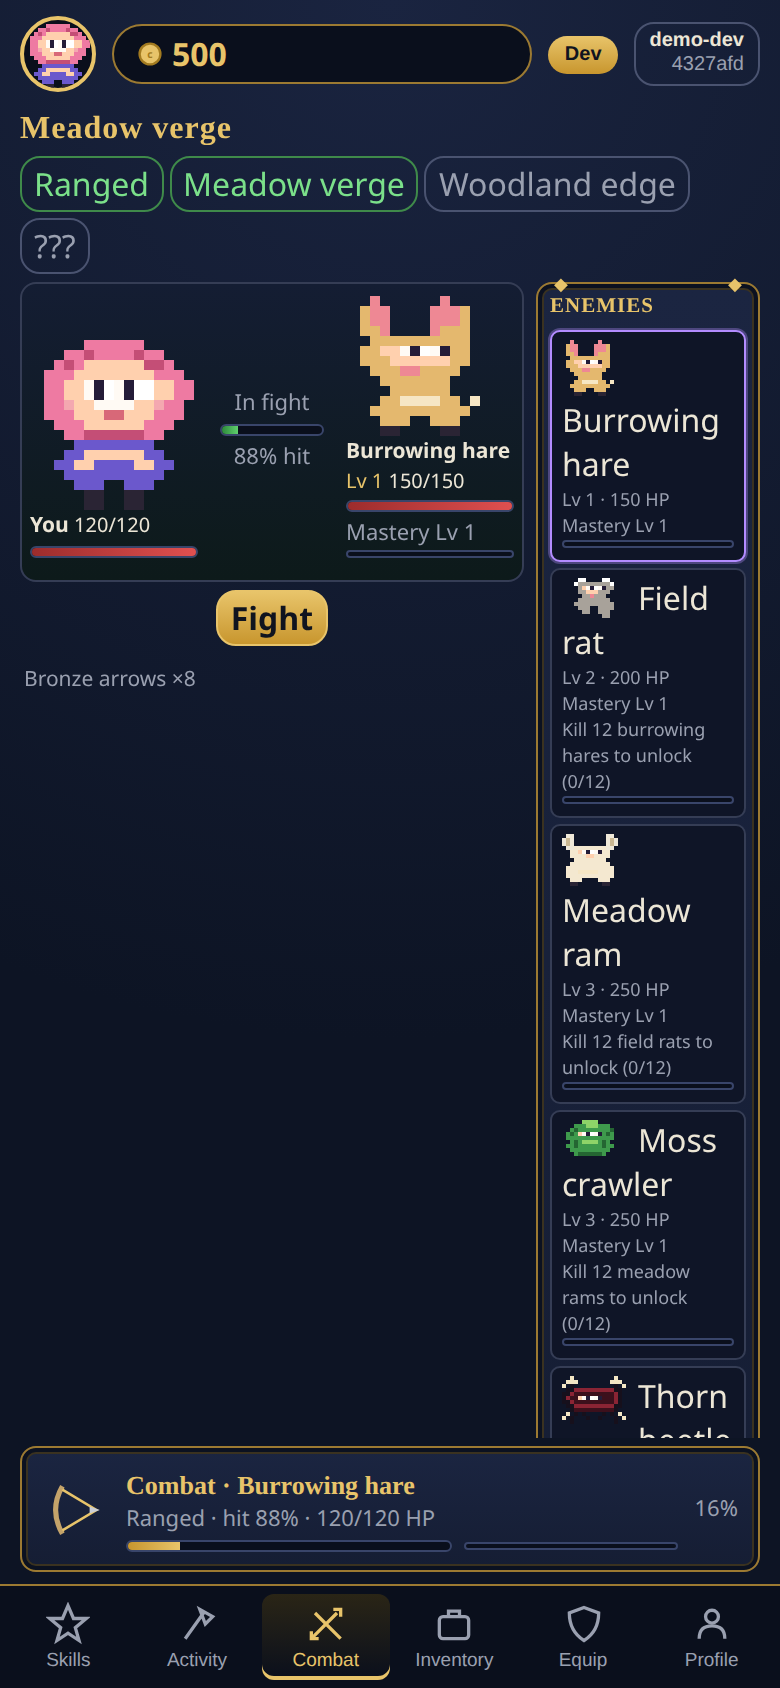 500
Dev
demo-dev
4327afd
Meadow verge
Ranged
Meadow verge
Woodland edge
???
In fight
88% hit
You 120/120
Burrowing hare
Lv 1 150/150
Mastery Lv 1
Fight
Bronze arrows ×8
ENEMIES
Burrowing
hare
Lv 1 · 150 HP
Mastery Lv 1
Field
rat
Lv 2 · 200 HP
Mastery Lv 1
Kill 12 burrowing
hares to unlock
(0/12)
Meadow
ram
Lv 3 · 250 HP
Mastery Lv 1
Kill 12 field rats to
unlock (0/12)
Moss
crawler
Lv 3 · 250 HP
Mastery Lv 1
Kill 12 meadow
rams to unlock
(0/12)
Thorn
beetle
Combat · Burrowing hare
Ranged · hit 88% · 120/120 HP
16%
Skills
Activity
Combat
Inventory
Equip
Profile